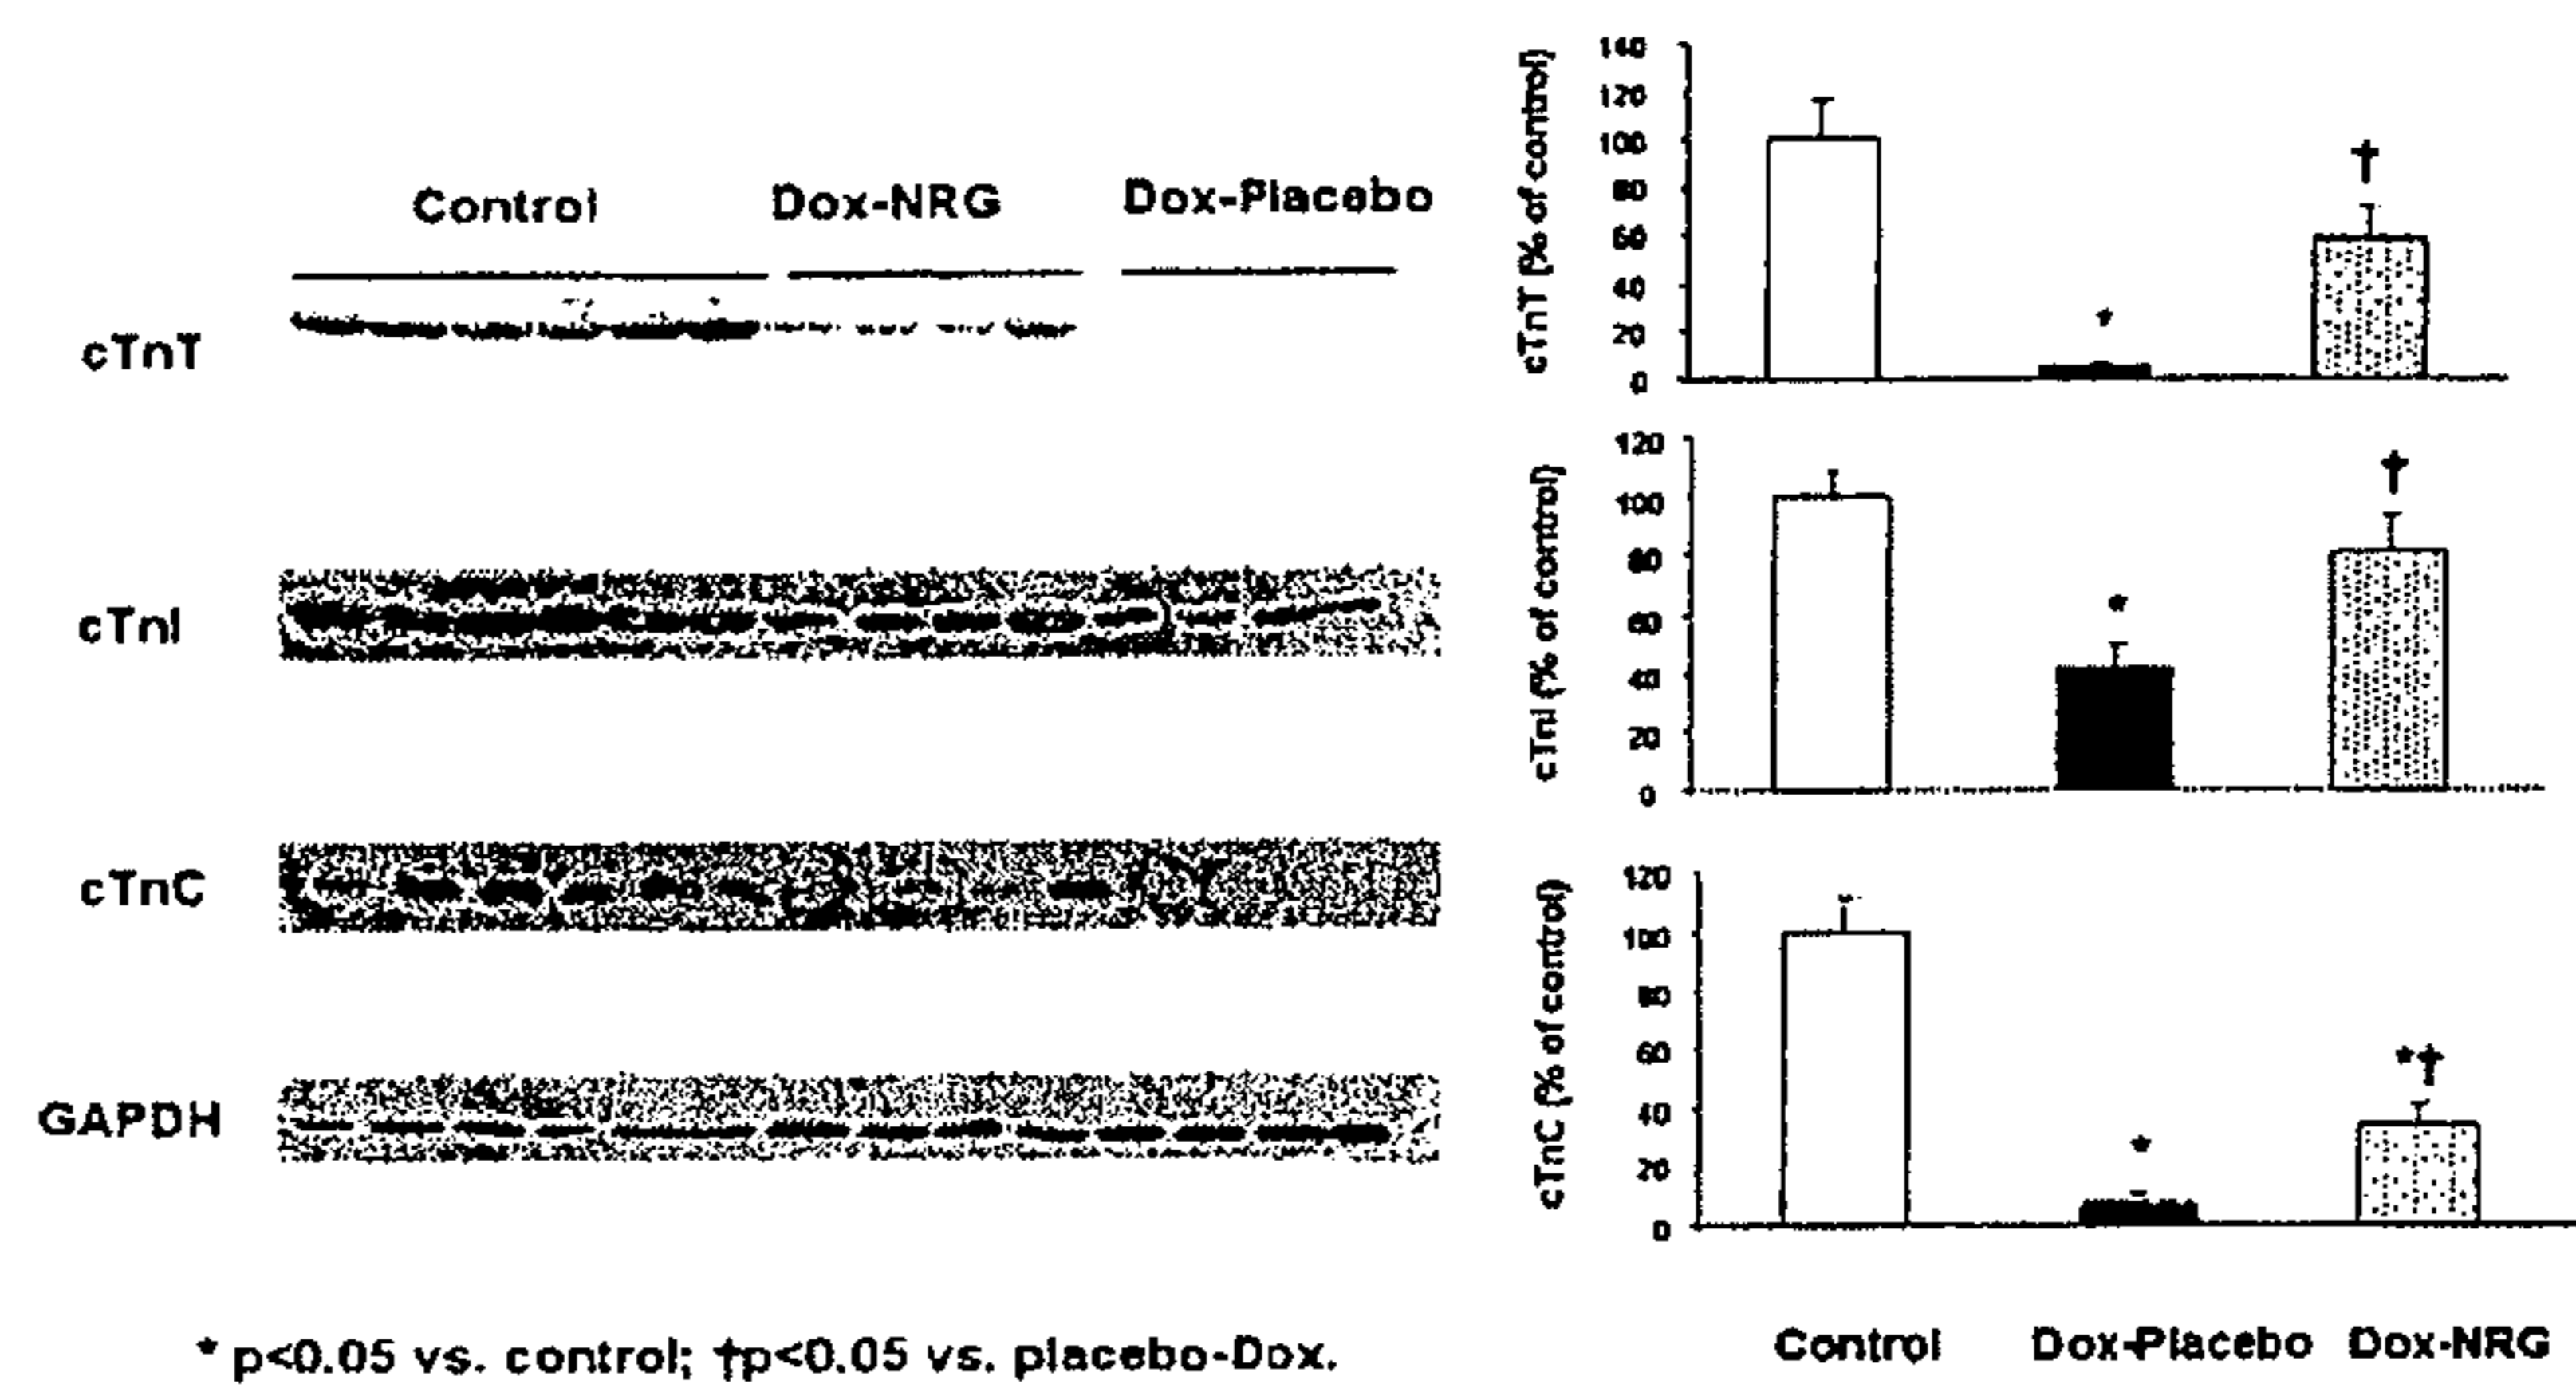 Control Dox-NRG Dox-Placebo
cTnT
cTnI
cTnC
GAPDH
* p<0.05 vs. control; †p<0.05 vs. placebo-Dox.
cTnT (% of control)
140
120
100
80
60
40
20
0
*
†
cTnI (% of control)
120
100
80
60
40
20
0
*
†
cTnC (% of control)
120
100
80
60
40
20
0
*
*†
Control Dox-Placebo Dox-NRG